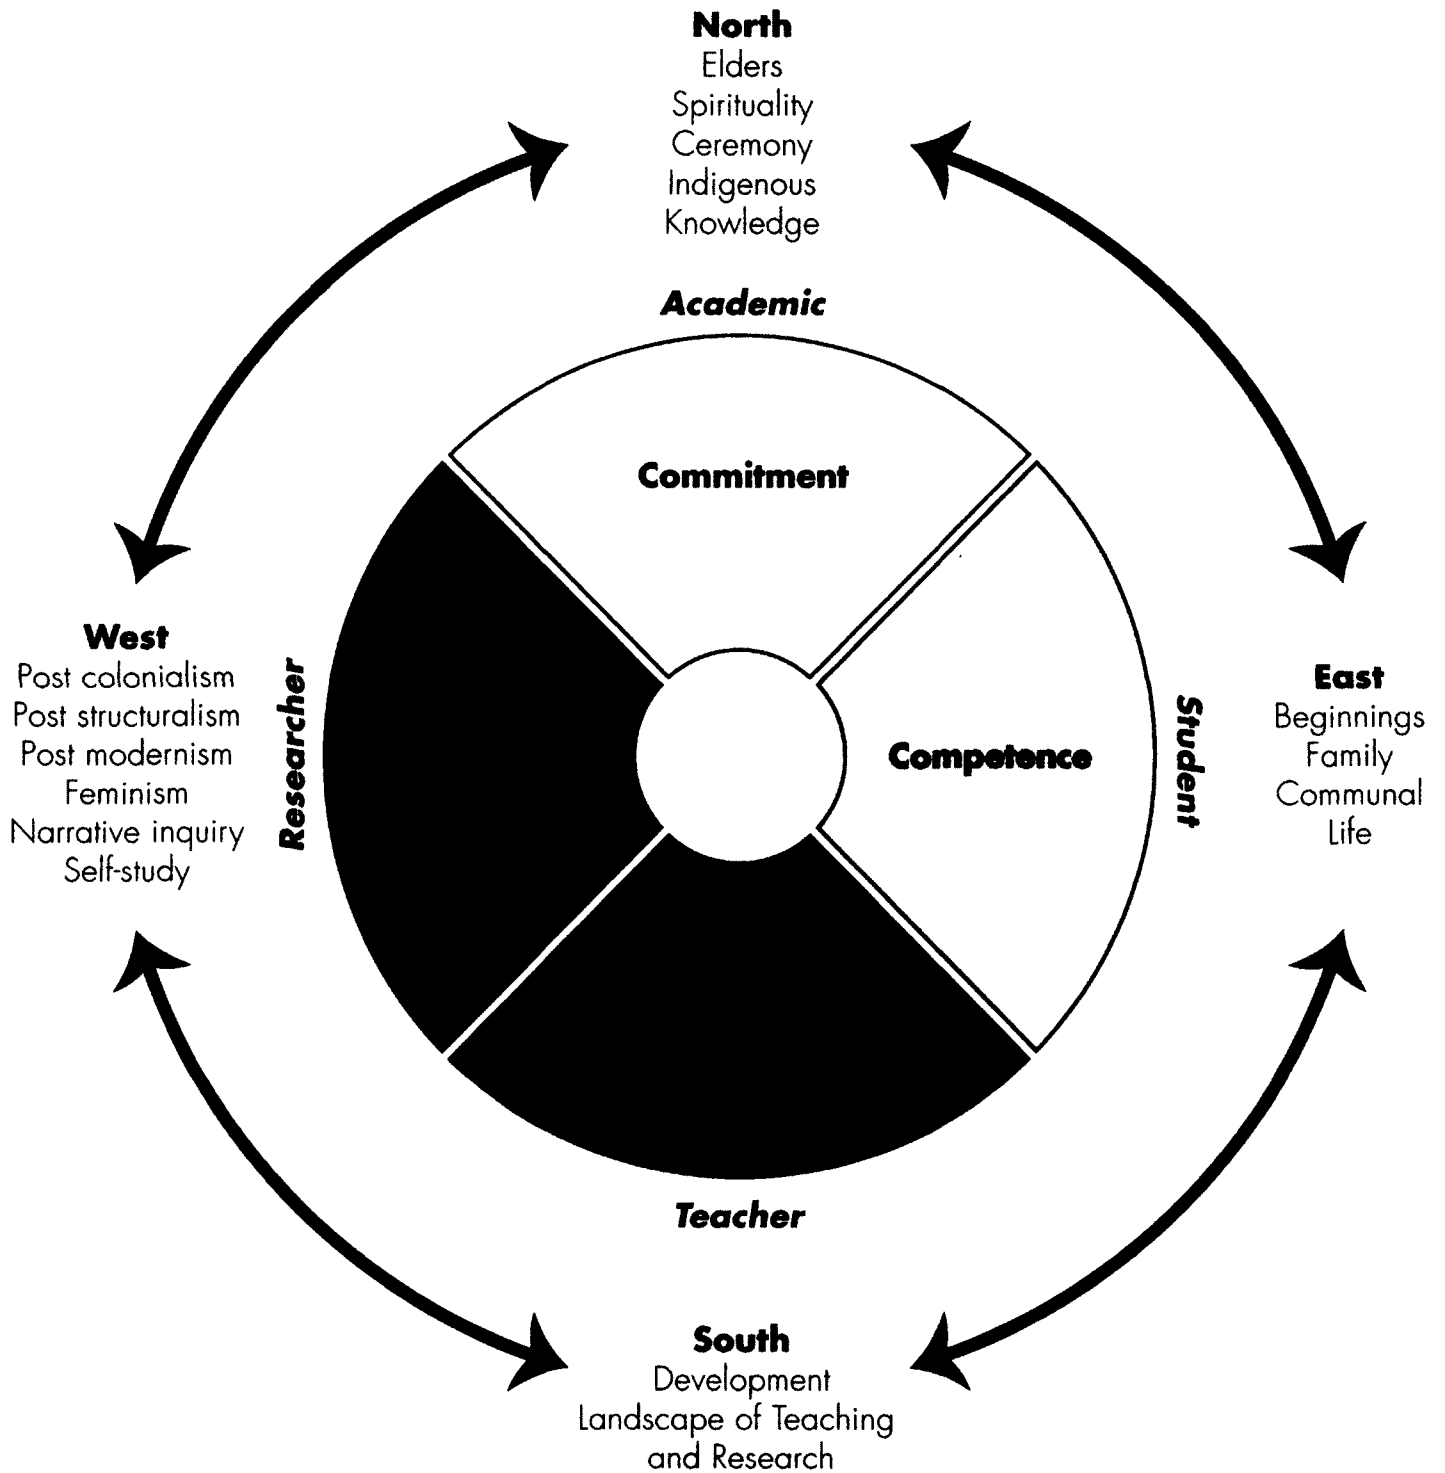 North
Elders
Spirituality
Ceremony
Indigenous
Knowledge
Academic
Commitment
West
Post colonialism
Post structuralism
Post modernism
Feminism
Narrative inquiry
Self-study
Researcher
Competence
Student
East
Beginnings
Family
Communal
Life
Teacher
South
Development
Landscape of Teaching
and Research